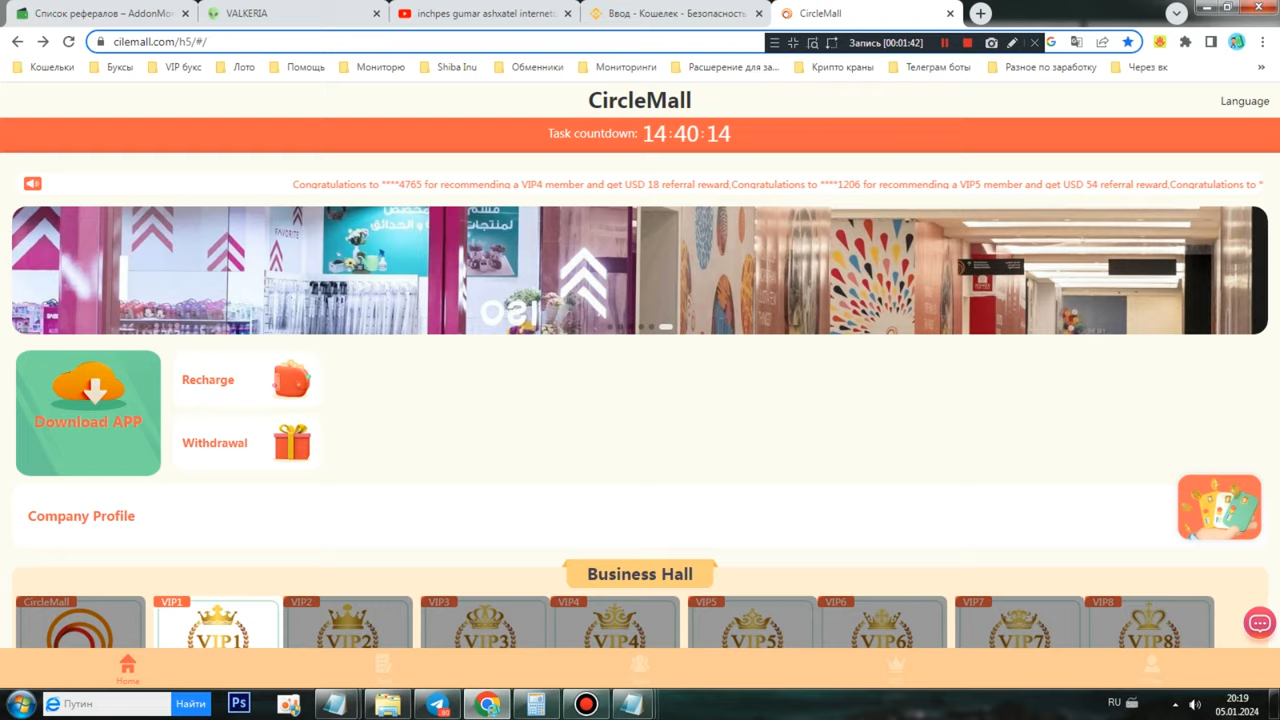 Список рефералов – AddonMo
VALKERIA
inchpes gumar ashxatel internetc
Ввод - Кошелек - Безопасность
CircleMall
cilemall.com/h5/#/
Запись [00:01:42]
Кошельки
Буксы
VIP букс
Лото
Помощь
Мониторю
Shiba Inu
Обменники
Мониторинги
Расшерение для за...
Крипто краны
Телеграм боты
Разное по заработку
Через вк
»
CircleMall
Language
Task countdown: 14:40:14
Congratulations to ****4765 for recommending a VIP4 member and get USD 18 referral reward,Congratulations to ****1206 for recommending a VIP5 member and get USD 54 referral reward,Congratulations to *
FAVORITE
Download APP
Recharge
Withdrawal
Company Profile
Business Hall
CircleMall
VIP1
VIP2
VIP3
VIP4
VIP5
VIP6
VIP7
VIP8
VIP1
VIP2
VIP3
VIP4
VIP5
VIP6
VIP7
VIP8
Home
Путин
Найти
Ps
RU
20:19
05.01.2024